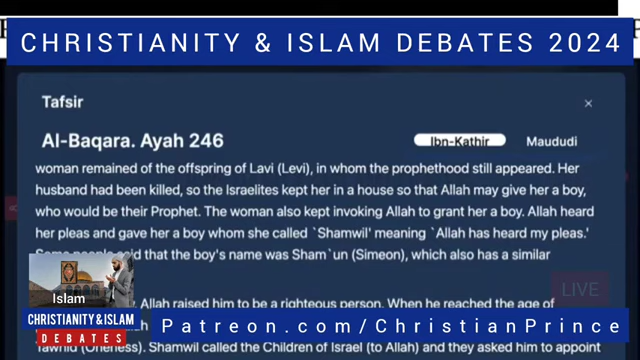 CHRISTIANITY & ISLAM DEBATES 2024
Tafsir
×
Al-Baqara. Ayah 246
Ibn-Kathir
Maududi
woman remained of the offspring of Lavi (Levi), in whom the prophethood still appeared. Her
husband had been killed, so the Israelites kept her in a house so that Allah may give her a boy,
who would be their Prophet. The woman also kept invoking Allah to grant her a boy. Allah heard
her pleas and gave her a boy whom she called `Shamwil' meaning `Allah has heard my pleas.'
Some people said that the boy's name was Sham`un (Simeon), which also has a similar
Allah raised him to be a righteous person. When he reached the age of
Islam
LIVE
CHRISTIANITY & ISLAM
DEBATES
Patreon.com/ChristianPrince
Tawhid (Oneness). Shamwil called the Children of Israel (to Allah) and they asked him to appoint